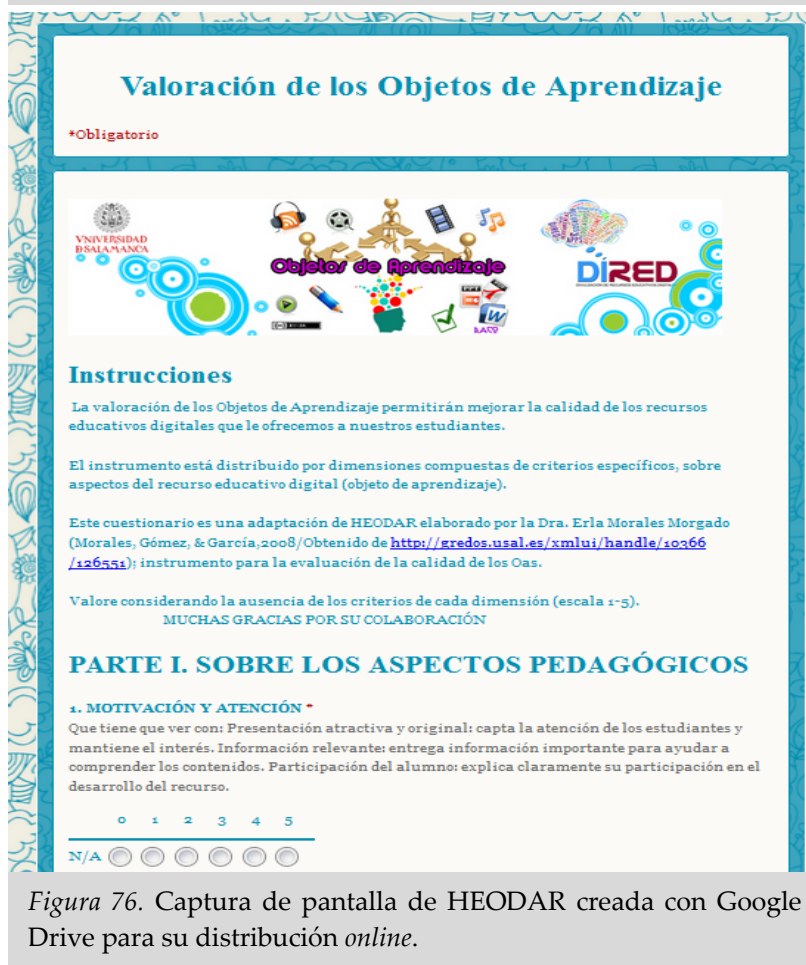 Valoración de los Objetos de Aprendizaje
*Obligatorio
VNIVERSIDAD
D SALAMANCA
Objetos de Aprendizaje
DÍRED
Instrucciones
La valoración de los Objetos de Aprendizaje permitirán mejorar la calidad de los recursos
educativos digitales que le ofrecemos a nuestros estudiantes.
El instrumento está distribuido por dimensiones compuestas de criterios específicos, sobre
aspectos del recurso educativo digital (objeto de aprendizaje).
Este cuestionario es una adaptación de HEODAR elaborado por la Dra. Erla Morales Morgado
(Morales, Gómez, & García,2008/Obtenido de http://gredos.usal.es/xmlui/handle/10366
/126551); instrumento para la evaluación de la calidad de los Oas.
Valore considerando la ausencia de los criterios de cada dimensión (escala 1-5).
MUCHAS GRACIAS POR SU COLABORACIÓN
PARTE I. SOBRE LOS ASPECTOS PEDAGÓGICOS
1. MOTIVACIÓN Y ATENCIÓN *
Que tiene que ver con: Presentación atractiva y original: capta la atención de los estudiantes y
mantiene el interés. Información relevante: entrega información importante para ayudar a
comprender los contenidos. Participación del alumno: explica claramente su participación en el
desarrollo del recurso.
0 1 2 3 4 5
N/A
Figura 76. Captura de pantalla de HEODAR creada con Google
Drive para su distribución online.